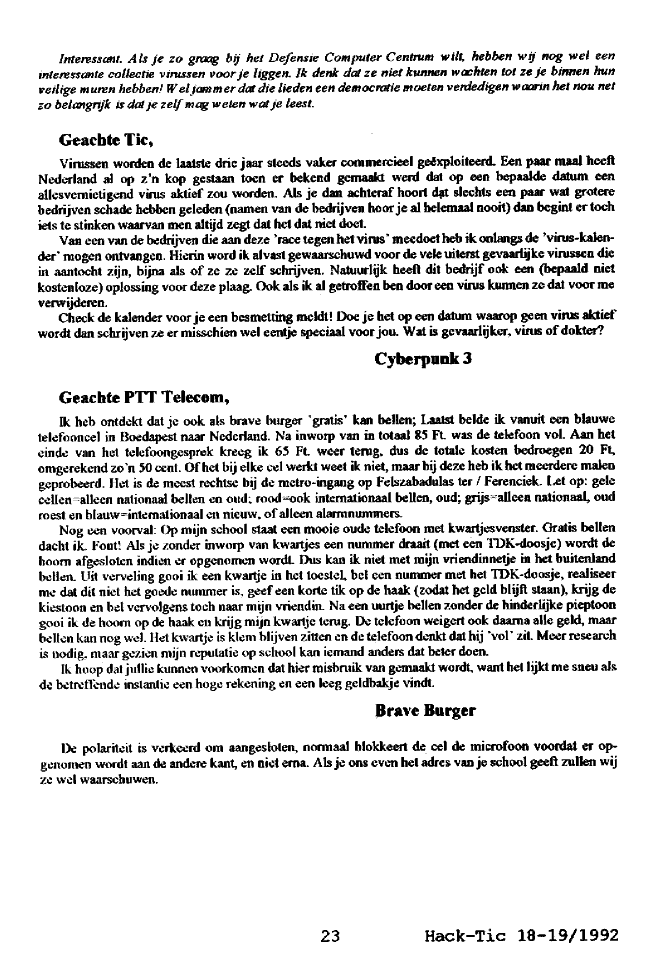 Interessant. Als je zo graag bij het Defensie Computer Centrum wilt, hebben wij nog wel een
interessante collectie virussen voor je liggen. Ik denk dat ze niet kunnen wachten tot ze je binnen hun
veilige muren hebben! Wel jammer dat die lieden een democratie moeten verdedigen waarin het nou net
zo belangrijk is dat je zelf mag weten wat je leest.
Geachte Tic,
Virussen worden de laatste drie jaar steeds vaker commercieel geëxploiteerd. Een paar maal heeft
Nederland al op z'n kop gestaan toen er bekend gemaakt werd dat op een bepaalde datum een
allesvernietigend virus aktief zou worden. Als je dan achteraf hoort dat slechts een paar wat grotere
bedrijven schade hebben geleden (namen van de bedrijven hoor je al helemaal nooit) dan begint er toch
iets te stinken waarvan men altijd zegt dat het dat niet doet.
Van een van de bedrijven die aan deze 'race tegen het virus' meedoet heb ik onlangs de 'virus-kalen-
der' mogen ontvangen. Hierin word ik alvast gewaarschuwd voor de vele uiterst gevaarlijke virussen die
in aantocht zijn, bijna als of ze ze zelf schrijven. Natuurlijk heeft dit bedrijf ook een (bepaald niet
kostenloze) oplossing voor deze plaag. Ook als ik al getroffen ben door een virus kunnen ze dat voor me
verwijderen.
Check de kalender voor je een besmetting meldt! Doe je het op een datum waarop geen virus aktief
wordt dan schrijven ze er misschien wel eentje speciaal voor jou. Wat is gevaarlijker, virus of dokter?
Cyberpunk 3
Geachte PTT Telecom,
Ik heb ontdekt dat je ook als brave burger 'gratis' kan bellen; Laatst belde ik vanuit een blauwe
telefooncel in Boedapest naar Nederland. Na inworp van in totaal 85 Ft. was de telefoon vol. Aan het
einde van het telefoongesprek kreeg ik 65 Ft. weer terug, dus de totale kosten bedroegen 20 Ft,
omgerekend zo'n 50 cent. Of het bij elke cel werkt weet ik niet, maar bij deze heb ik het meerdere malen
geprobeerd. Het is de meest rechtse bij de metro-ingang op Felszabadulas ter / Ferenciek. Let op: gele
cellen=alleen nationaal bellen en oud; rood=ook internationaal bellen, oud; grijs=alleen nationaal, oud
roest en blauw=internationaal en nieuw, of alleen alarmnummers.
Nog een voorval: Op mijn school staat een mooie oude telefoon met kwartjesvenster. Gratis bellen
dacht ik. Fout! Als je zonder inworp van kwartjes een nummer draait (met een TDK-doosje) wordt de
hoorn afgesloten indien er opgenomen wordt. Dus kan ik niet met mijn vriendinnetje in het buitenland
bellen. Uit verveling gooi ik een kwartje in het toestel, bel een nummer met het TDK-doosje, realiseer
me dat dit niet het goede nummer is, geef een korte tik op de haak (zodat het geld blijft staan), krijg de
kiestoon en bel vervolgens toch naar mijn vriendin. Na een uurtje bellen zonder de hinderlijke pieptoon
gooi ik de hoorn op de haak en krijg mijn kwartje terug. De telefoon weigert ook daarna alle geld, maar
bellen kan nog wel. Het kwartje is klem blijven zitten en de telefoon denkt dat hij 'vol' zit. Meer research
is nodig, maar gezien mijn reputatie op school kan iemand anders dat beter doen.
Ik hoop dat jullie kunnen voorkomen dat hier misbruik van gemaakt wordt, want het lijkt me sneu als
de betreffende instantie een hoge rekening en een leeg geldbakje vindt.
Brave Burger
De polariteit is verkeerd om aangesloten, normaal blokkeert de cel de microfoon voordat er op-
genomen wordt aan de andere kant, en niet erna. Als je ons even het adres van je school geeft zullen wij
ze wel waarschuwen.
23 Hack-Tic 18-19/1992